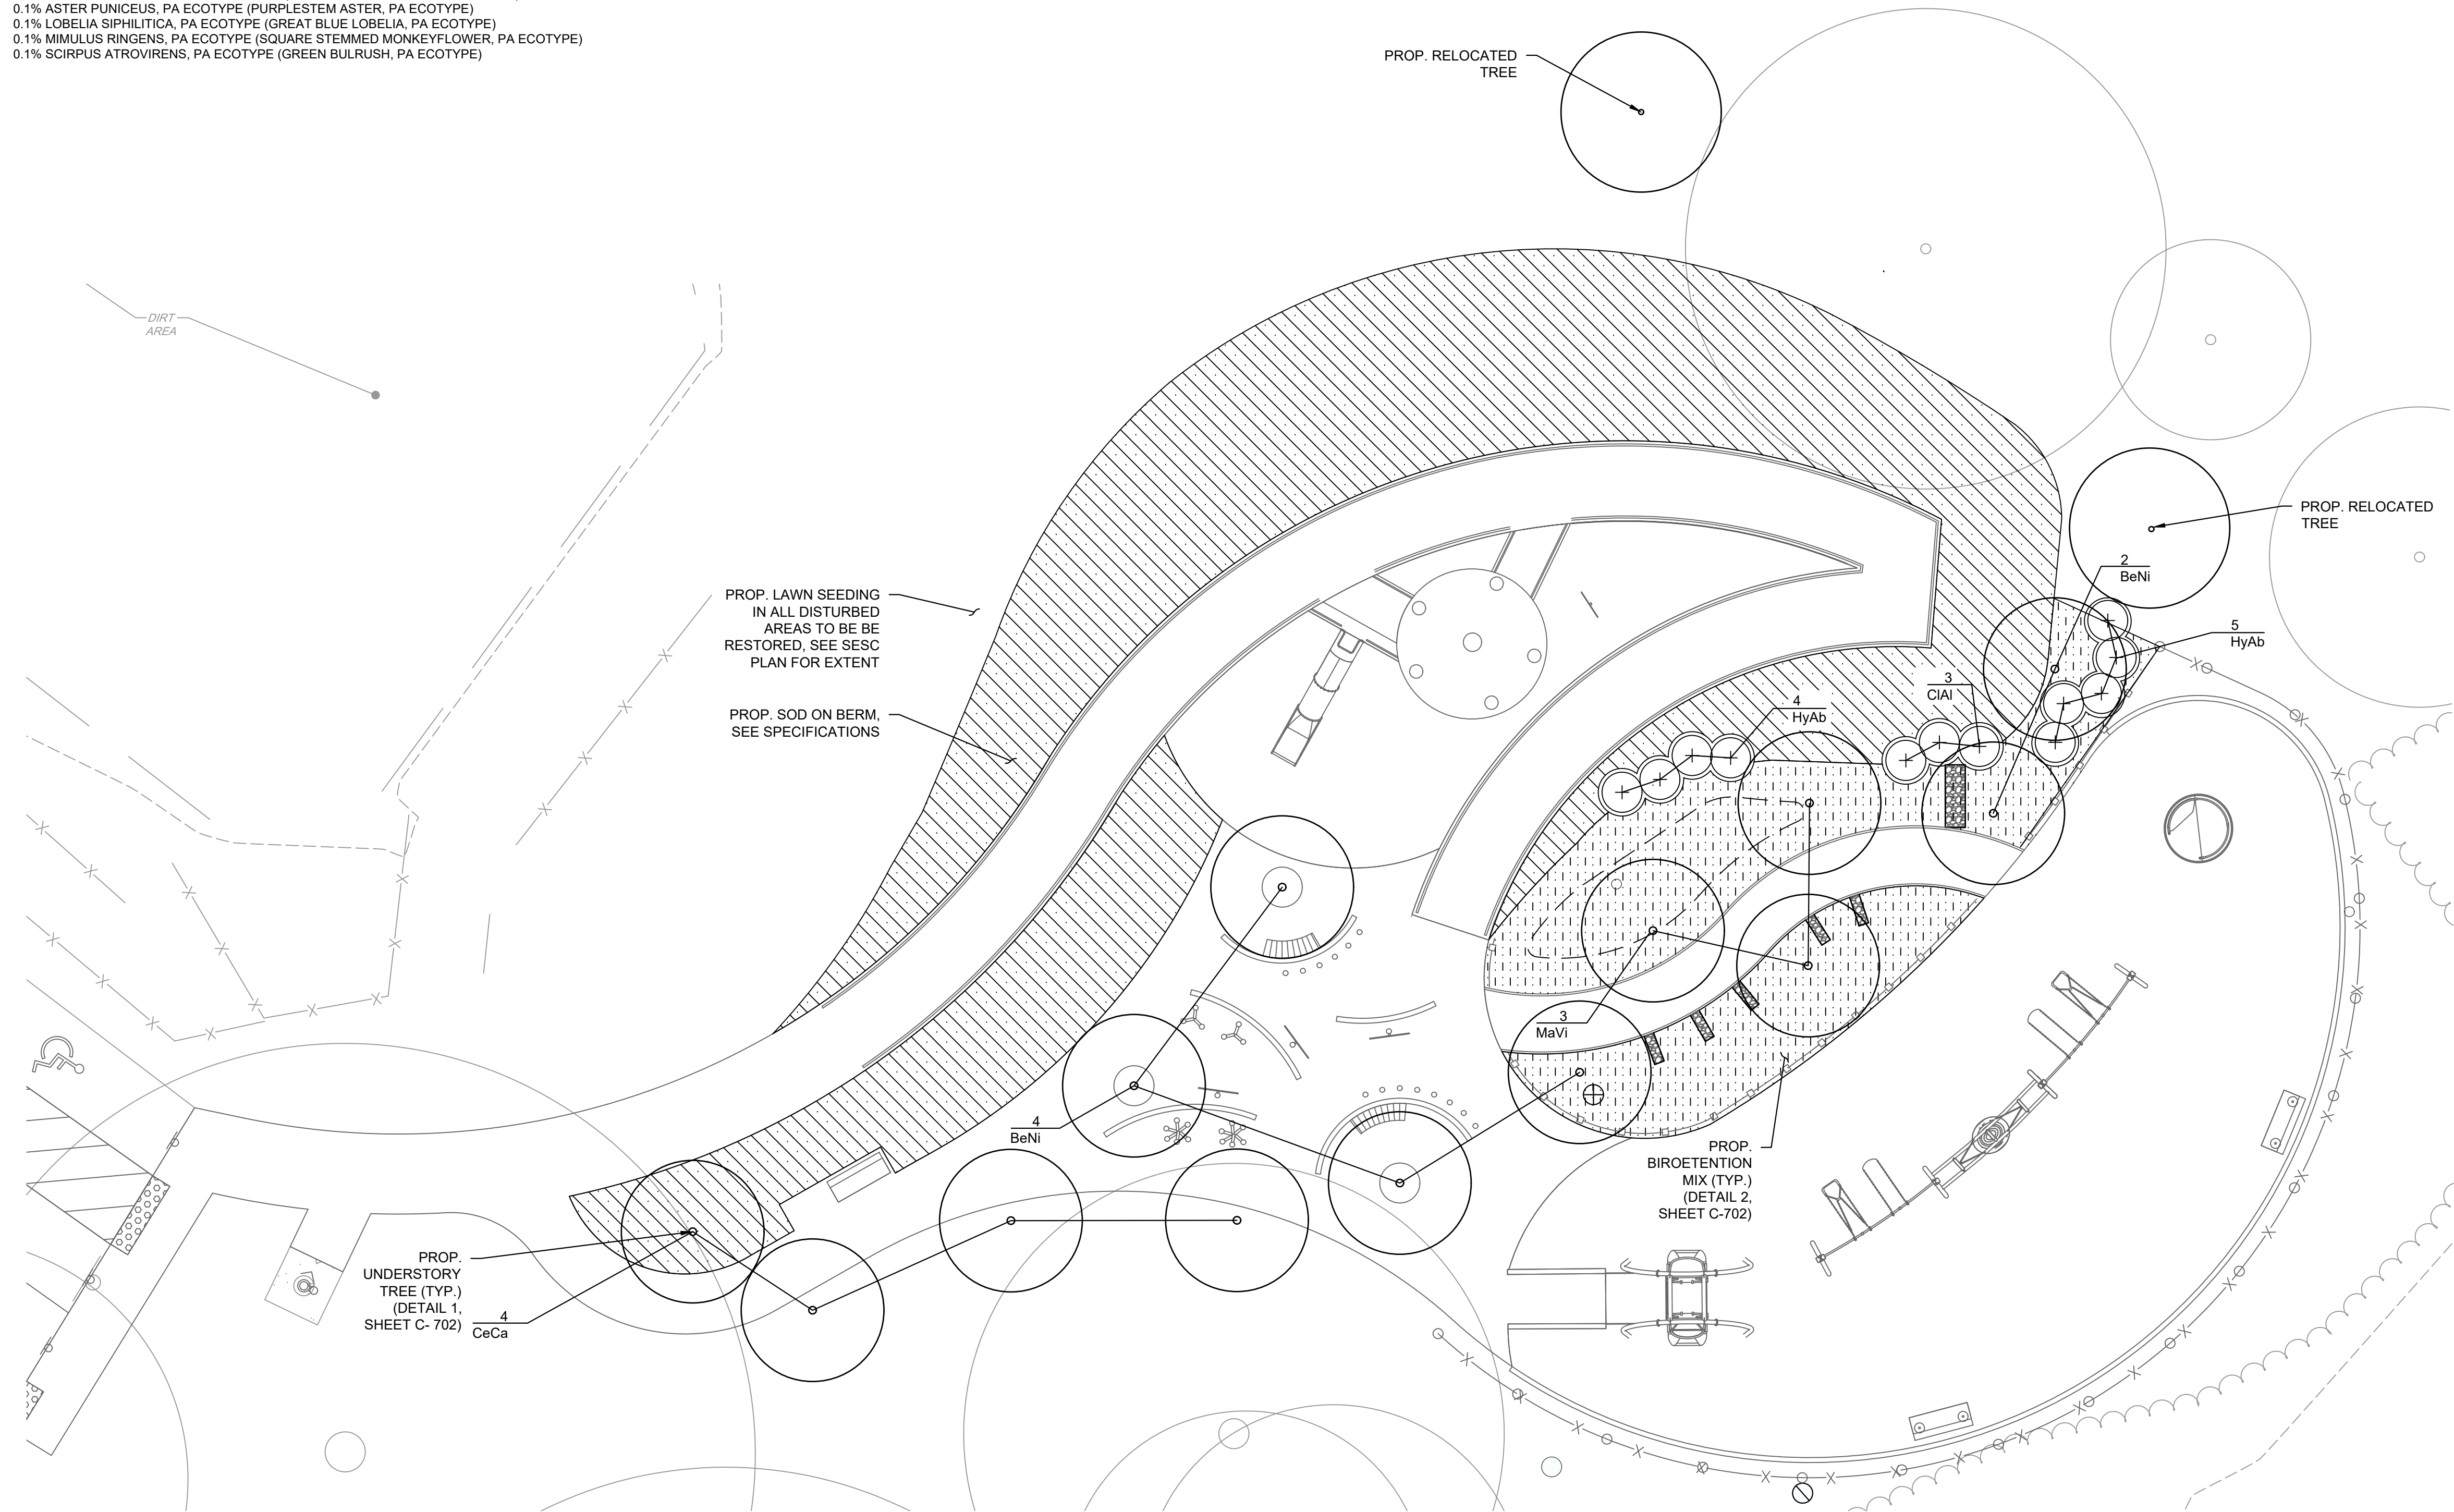 0.1% ASTER PUNICEUS, PA ECOTYPE (PURPLESTEM ASTER, PA ECOTYPE)
0.1% LOBELIA SIPHILITICA, PA ECOTYPE (GREAT BLUE LOBELIA, PA ECOTYPE)
0.1% MIMULUS RINGENS, PA ECOTYPE (SQUARE STEMMED MONKEYFLOWER, PA ECOTYPE)
0.1% SCIRPUS ATROVIRENS, PA ECOTYPE (GREEN BULRUSH, PA ECOTYPE)
PROP. RELOCATED
TREE
DIRT
AREA
PROP. RELOCATED
TREE
2
BeNi
PROP. LAWN SEEDING
IN ALL DISTURBED
AREAS TO BE BE
RESTORED, SEE SESC
PLAN FOR EXTENT
5
HyAb
3
ClAl
4
HyAb
PROP. SOD ON BERM,
SEE SPECIFICATIONS
3
MaVi
4
BeNi
PROP.
BIROETENTION
MIX (TYP.)
(DETAIL 2,
SHEET C-702)
PROP.
UNDERSTORY
TREE (TYP.)
(DETAIL 1,
SHEET C- 702)
4
CeCa